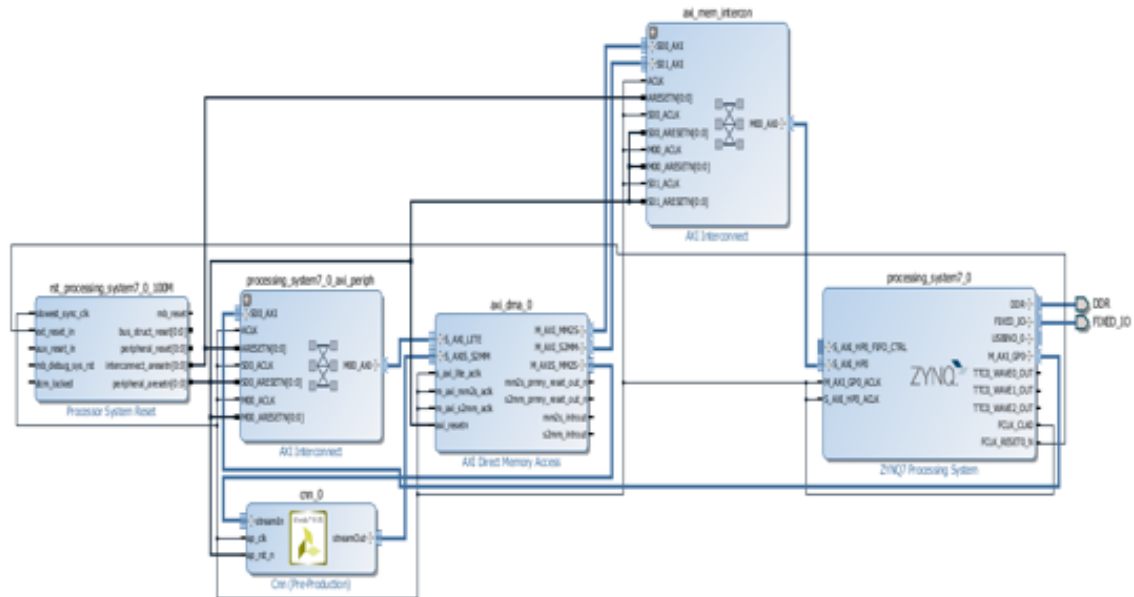 axi_mem_intercon
S00_AXI
S01_AXI
ACLK
ARESETN[0:0]
S00_ACLK
S00_ARESETN[0:0]
M00_ACLK
M00_ARESETN[0:0]
S01_ACLK
S01_ARESETN[0:0]
M00_AXI
AXI Interconnect
rst_processing_system7_0_100M
slowest_sync_clk
ext_reset_in
aux_reset_in
mb_debug_sys_rst
dcm_locked
mb_reset
bus_struct_reset[0:0]
peripheral_reset[0:0]
interconnect_aresetn[0:0]
peripheral_aresetn[0:0]
Processor System Reset
processing_system7_0_axi_periph
S00_AXI
ACLK
ARESETN[0:0]
S00_ACLK
S00_ARESETN[0:0]
M00_ACLK
M00_ARESETN[0:0]
M00_AXI
AXI Interconnect
axi_dma_0
S_AXI_LITE
S_AXIS_S2MM
s_axi_lite_aclk
m_axi_mm2s_aclk
m_axi_s2mm_aclk
axi_resetn
M_AXI_MM2S
M_AXI_S2MM
M_AXIS_MM2S
mm2s_prmry_reset_out_n
s2mm_prmry_reset_out_n
mm2s_introut
s2mm_introut
AXI Direct Memory Access
processing_system7_0
S_AXI_HP0_FIFO_CTRL
S_AXI_HP0
M_AXI_GP0_ACLK
S_AXI_HP0_ACLK
ZYNQ
DDR
FIXED_IO
USBIND_0
M_AXI_GP0
TTC0_WAVE0_OUT
TTC0_WAVE1_OUT
TTC0_WAVE2_OUT
FCLK_CLK0
FCLK_RESET0_N
ZYNQ7 Processing System
DDR
FIXED_IO
cnn_0
streamIn
ap_clk
ap_rst_n
streamOut
Cnn (Pre-Production)